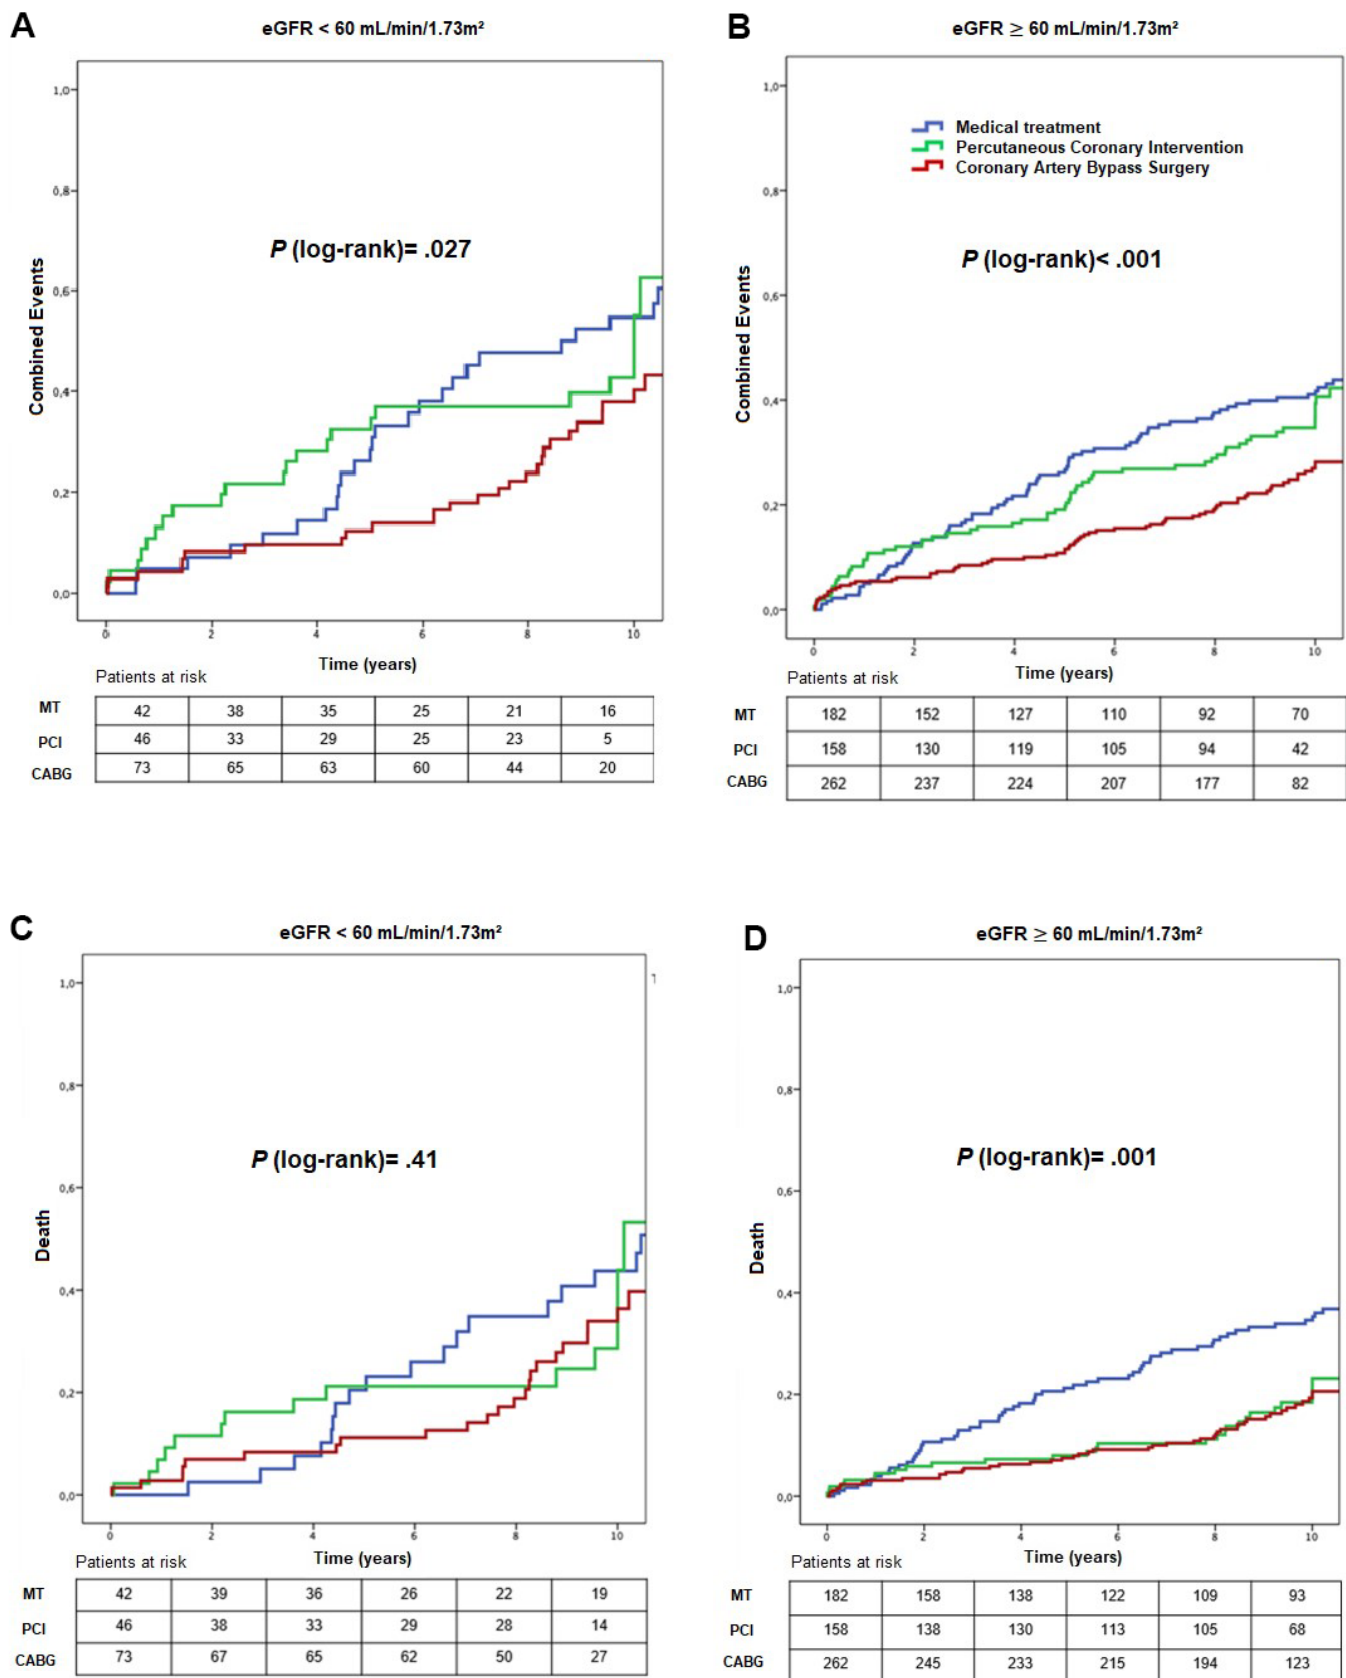 A
eGFR < 60 mL/min/1.73m²
1,0
0,8
0,6
0,4
0,2
0,0
Combined Events
P (log-rank)= .027
0 2 4 6 8 10
Time (years)
Patients at risk
MT 42 38 35 25 21 16
PCI 46 33 29 25 23 5
CABG 73 65 63 60 44 20
B
eGFR ≥ 60 mL/min/1.73m²
1,0
0,8
0,6
0,4
0,2
0,0
Combined Events
Medical treatment
Percutaneous Coronary Intervention
Coronary Artery Bypass Surgery
P (log-rank)< .001
0 2 4 6 8 10
Time (years)
Patients at risk
MT 182 152 127 110 92 70
PCI 158 130 119 105 94 42
CABG 262 237 224 207 177 82
C
eGFR < 60 mL/min/1.73m²
1,0
0,8
0,6
0,4
0,2
0,0
Death
P (log-rank)= .41
0 2 4 6 8 10
Time (years)
Patients at risk
MT 42 39 36 26 22 19
PCI 46 38 33 29 28 14
CABG 73 67 65 62 50 27
D
eGFR ≥ 60 mL/min/1.73m²
1,0
0,8
0,6
0,4
0,2
0,0
Death
P (log-rank)= .001
0 2 4 6 8 10
Time (years)
Patients at risk
MT 182 158 138 122 109 93
PCI 158 138 130 113 105 68
CABG 262 245 233 215 194 123